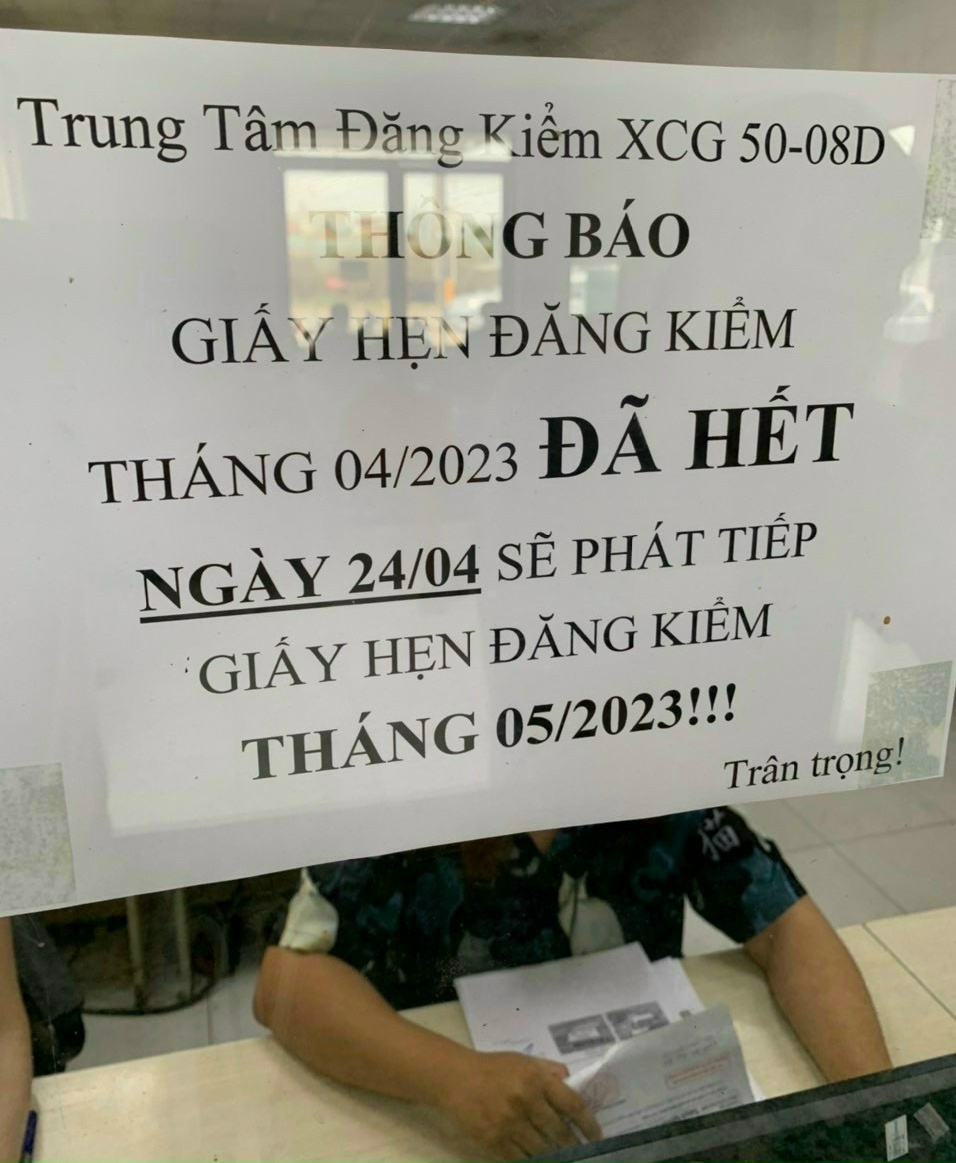 Trung Tâm Đăng Kiểm XCG 50-08D
THÔNG BÁO
GIẤY HẸN ĐĂNG KIỂM
THÁNG 04/2023 ĐÃ HẾT
NGÀY 24/04 SẼ PHÁT TIẾP
GIẤY HẸN ĐĂNG KIỂM
THÁNG 05/2023!!!
Trân trọng!
猫